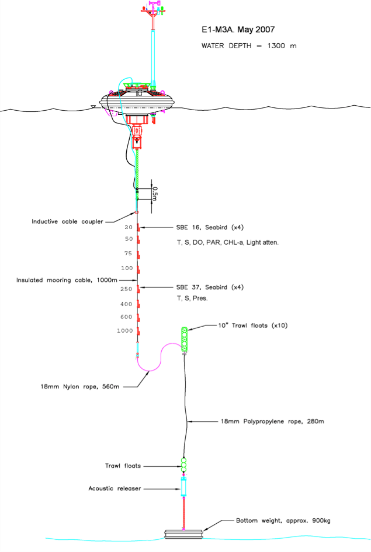 E1-M3A. May 2007
WATER DEPTH = 1300 m
0.5m
Inductive cable coupler
20
SBE 16, Seabird (x4)
50
T, S, DO, PAR, CHL-a. Light atten.
75
100
Insulated mooring cable, 1000m
250
SBE 37, Seabird (x4)
T, S, Pres.
400
600
1000
10" Trawl floats (x10)
18mm Nylon rope, 560m
18mm Polypropylene rope, 280m
Trawl floats
Acoustic releaser
Bottom weight, approx. 900kg